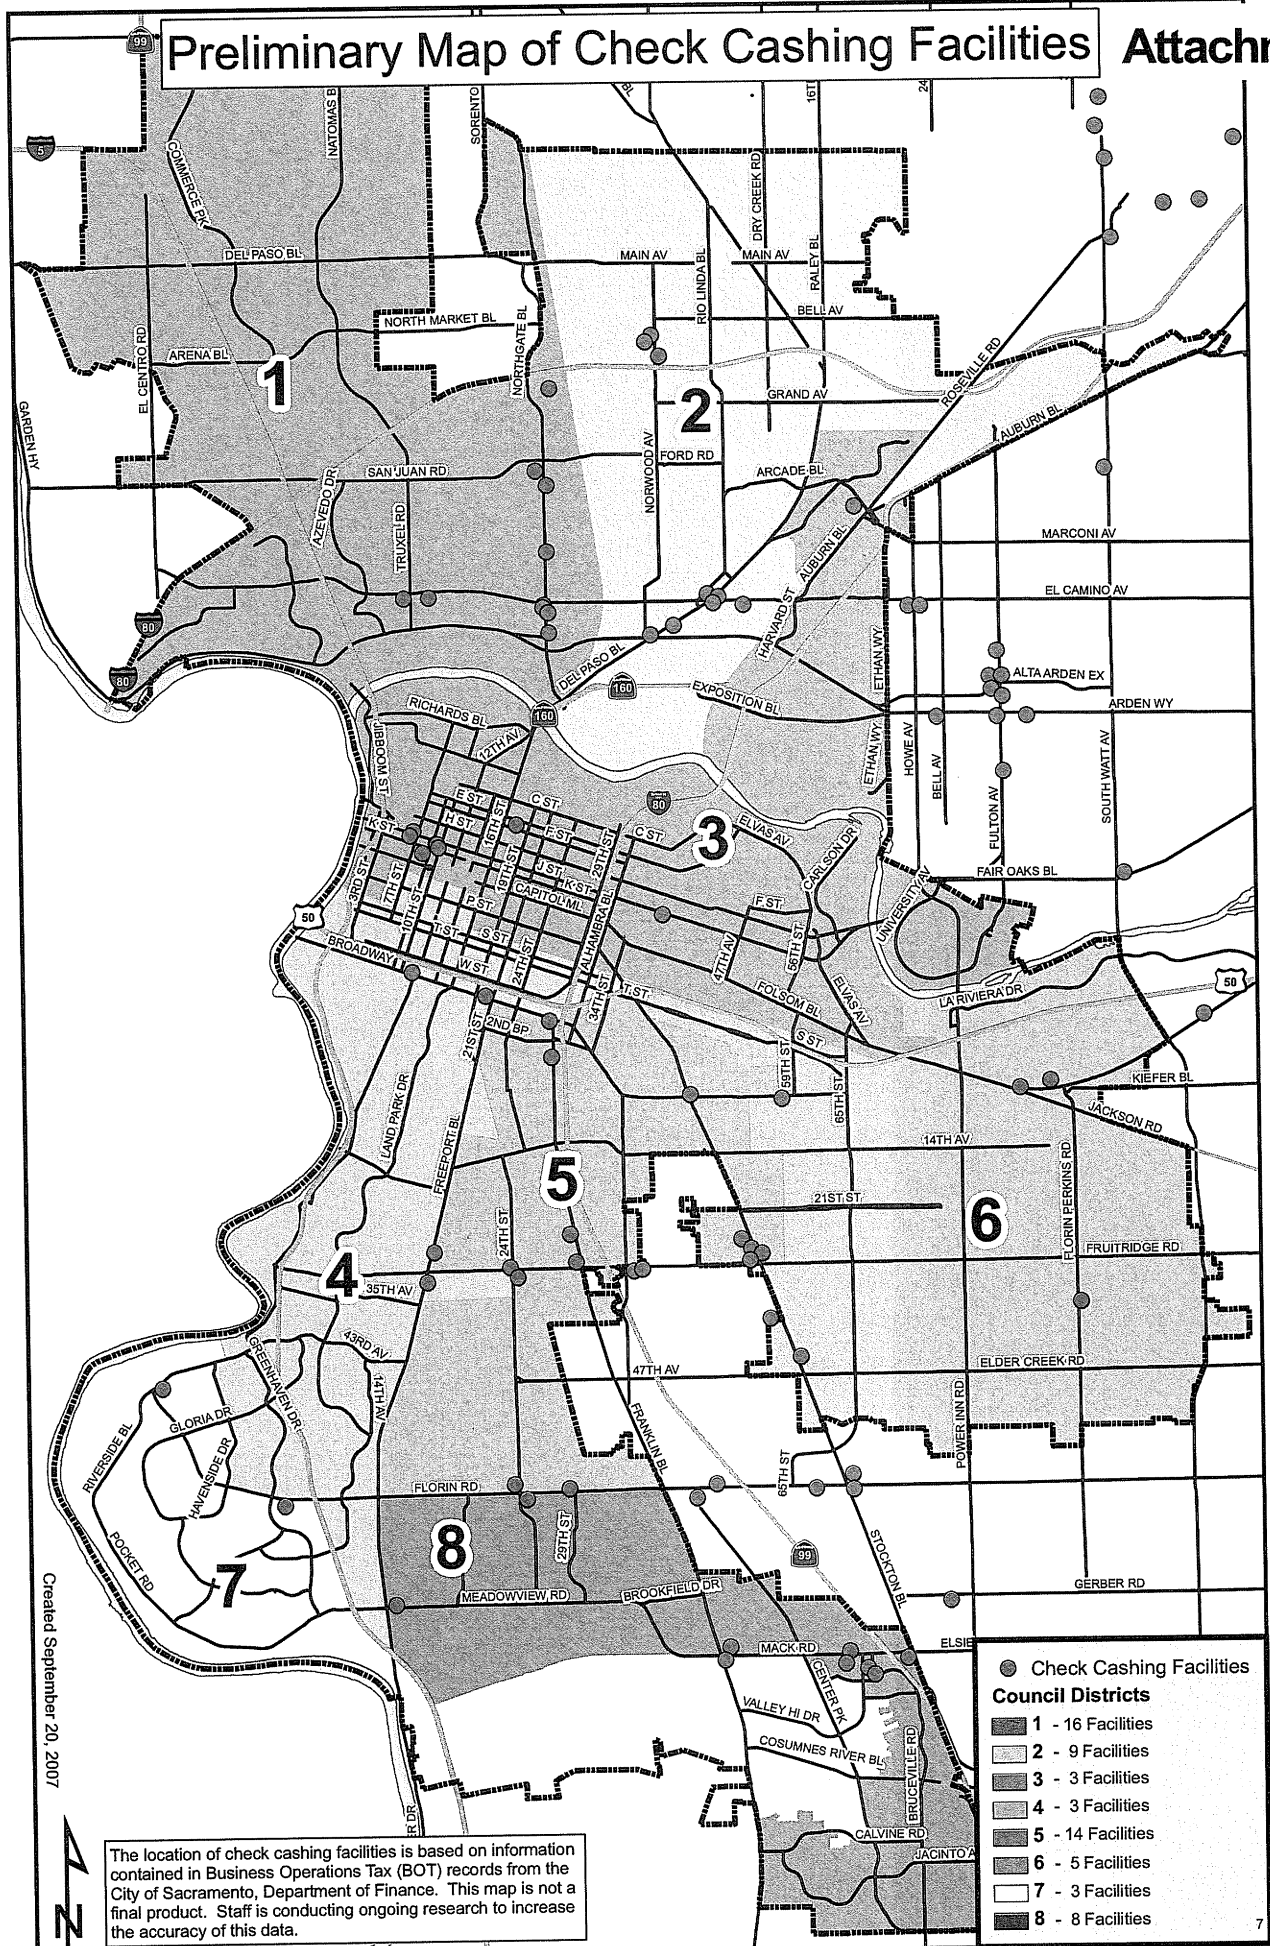 Preliminary Map of Check Cashing Facilities
Attachr
99
5
SORENTO
BL
16TH
24
NATOMAS B
COMMERCE PK
DRY CREEK RD
DEL PASO BL
MAIN AV
MAIN AV
RIO LINDA BL
RALEY BL
NORTH MARKET BL
NORTHGATE BL
BELL AV
EL CENTRO RD
ARENA BL
1
2
ROSEVILLE RD
GRAND AV
AUBURN BL
GARDEN HY
NORWOOD AV
FORD RD
SAN JUAN RD
ARCADE BL
AZEVEDO DR
TRUXEL RD
AUBURN BL
MARCONI AV
EL CAMINO AV
HARVARD ST
80
ETHAN WY
80
DEL PASO BL
160
EXPOSITION BL
ALTA ARDEN EX
ARDEN WY
RICHARDS BL
160
12TH AV
JIBBOOM ST
ETHAN WY
HOWE AV
BELL AV
FULTON AV
SOUTH WATT AV
E ST
C ST
80
K ST
H ST
16TH ST
F ST
C ST
ELVAS AV
3
29TH ST
CARLSON DR
J ST
K ST
CAPITOL ML
19TH ST
3RD ST
7TH ST
10TH ST
P ST
FAIR OAKS BL
F ST
UNIVERSITY AV
50
T ST
S ST
24TH ST
ALHAMBRA BL
47TH AV
56TH ST
BROADWAY
W ST
34TH ST
T ST
FOLSOM BL
ELVAS AV
LA RIVIERA DR
50
21ST ST
2ND BP
S ST
59TH ST
65TH ST
KIEFER BL
JACKSON RD
LAND PARK DR
FREEPORT BL
14TH AV
5
FLORIN PERKINS RD
21ST ST
6
24TH ST
FRUITRIDGE RD
4
35TH AV
GREENHAVEN DR
43RD AV
47TH AV
ELDER CREEK RD
14TH AV
POWER INN RD
GLORIA DR
FRANKLIN BL
RIVERSIDE BL
HAVENSIDE DR
65TH ST
FLORIN RD
POCKET RD
8
29TH ST
STOCKTON BL
99
7
MEADOWVIEW RD
BROOKFIELD DR
GERBER RD
MACK RD
ELSIE
CENTER PK
VALLEY HI DR
COSUMNES RIVER BL
BRUCEVILLE RD
CALVINE RD
JACINTO A
ER DR
Created September 20, 2007
N
The location of check cashing facilities is based on information
contained in Business Operations Tax (BOT) records from the
City of Sacramento, Department of Finance. This map is not a
final product. Staff is conducting ongoing research to increase
the accuracy of this data.
Check Cashing Facilities
Council Districts
1 - 16 Facilities
2 - 9 Facilities
3 - 3 Facilities
4 - 3 Facilities
5 - 14 Facilities
6 - 5 Facilities
7 - 3 Facilities
8 - 8 Facilities
7